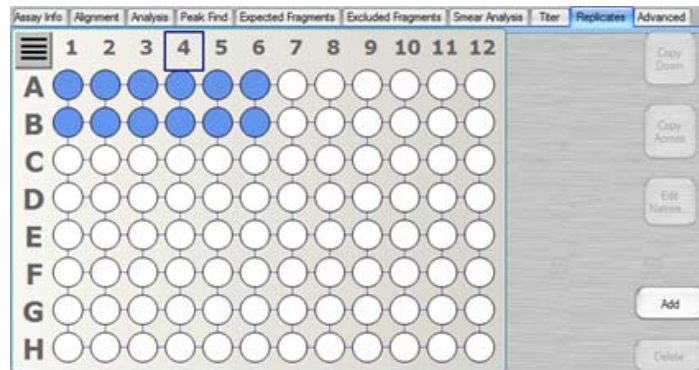 Assay Info Alignment Analysis Peak Find Expected Fragments Excluded Fragments Smear Analysis Titer Replicates Advanced
1 2 3 4 5 6 7 8 9 10 11 12
A
B
C
D
E
F
G
H
Copy Down
Copy Across
Edit Names...
Add
Delete